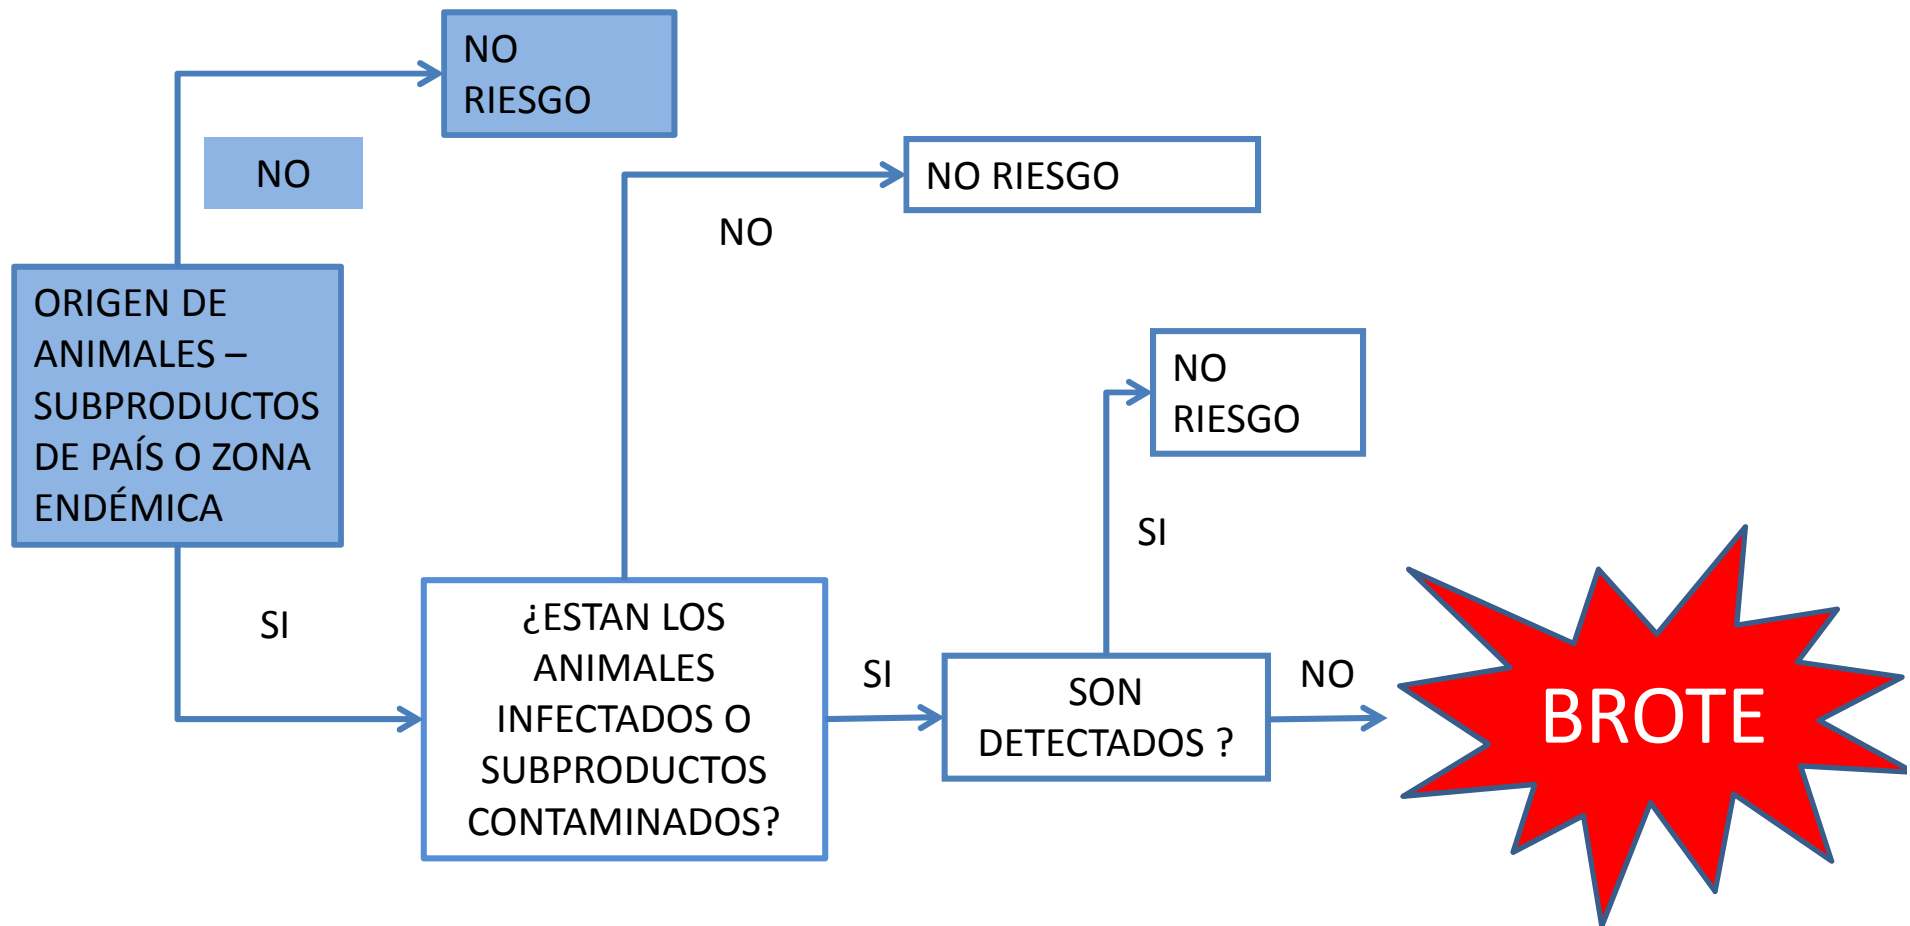 NO
RIESGO
NO
NO RIESGO
NO
ORIGEN DE
ANIMALES –
SUBPRODUCTOS
DE PAÍS O ZONA
ENDÉMICA
NO
RIESGO
SI
SI
¿ESTAN LOS
ANIMALES
INFECTADOS O
SUBPRODUCTOS
CONTAMINADOS?
SI
SON
DETECTADOS ?
NO
BROTE